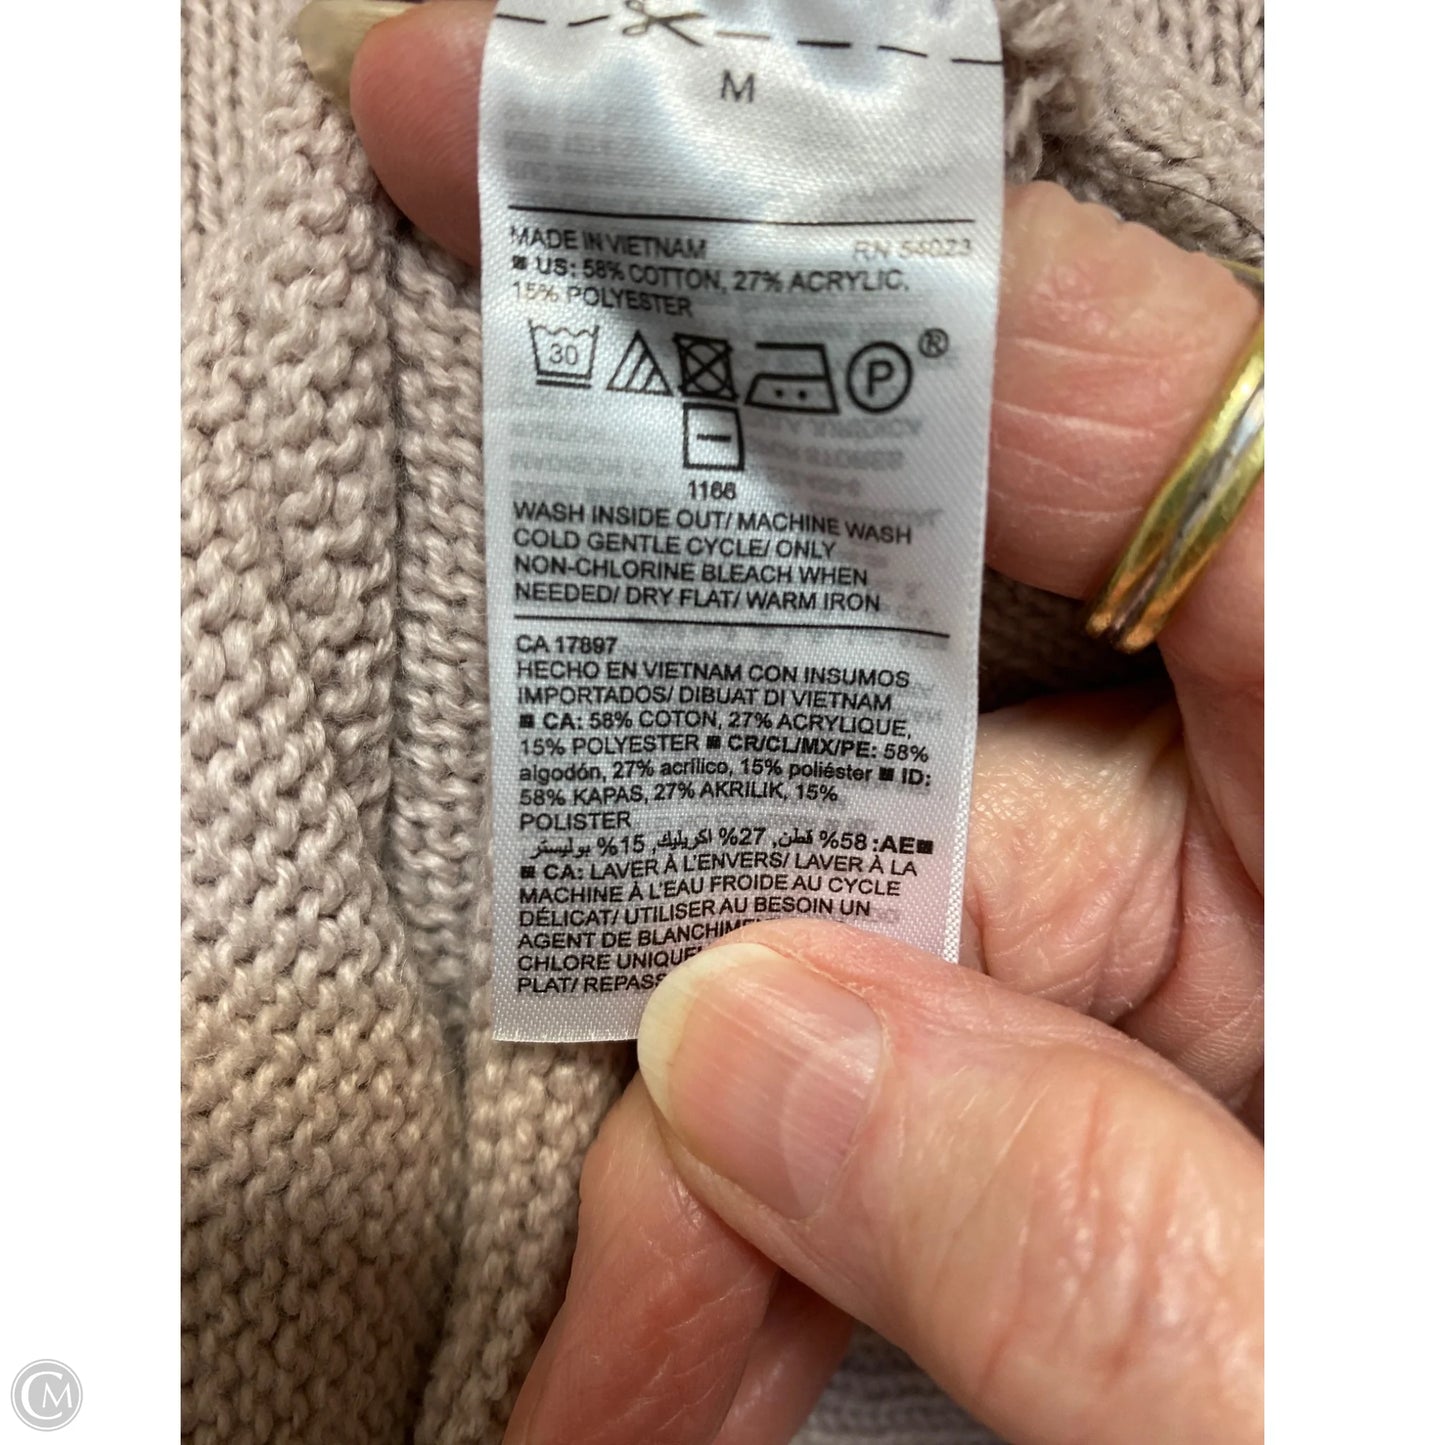 M
MADE IN VIETNAM RN 54023
■ US: 58% COTTON, 27% ACRYLIC,
15% POLYESTER
30 P ®
1166
WASH INSIDE OUT/ MACHINE WASH
COLD GENTLE CYCLE/ ONLY
NON-CHLORINE BLEACH WHEN
NEEDED/ DRY FLAT/ WARM IRON
CA 17897
HECHO EN VIETNAM CON INSUMOS
IMPORTADOS/ DIBUAT DI VIETNAM
■ CA: 58% COTON, 27% ACRYLIQUE,
15% POLYESTER ■ CR/CL/MX/PE: 58%
algodón, 27% acrílico, 15% poliéster ■ ID:
58% KAPAS, 27% AKRILIK, 15%
POLISTER
■AE: 58% قطن, 27% اكريليك, 15% بوليستر
■ CA: LAVER À L'ENVERS/ LAVER À LA
MACHINE À L'EAU FROIDE AU CYCLE
DÉLICAT/ UTILISER AU BESOIN UN
AGENT DE BLANCHIME
CHLORE UNIQUE
PLAT/ REPASS
CM